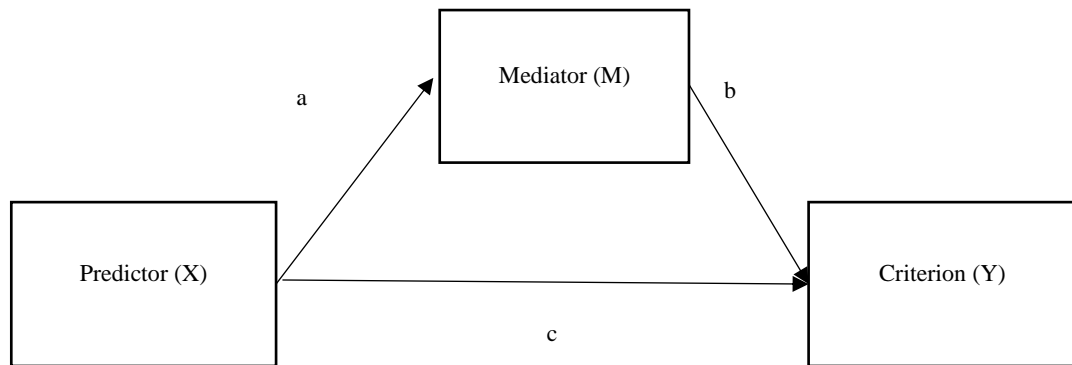 Mediator (M)
a
b
Predictor (X)
Criterion (Y)
c